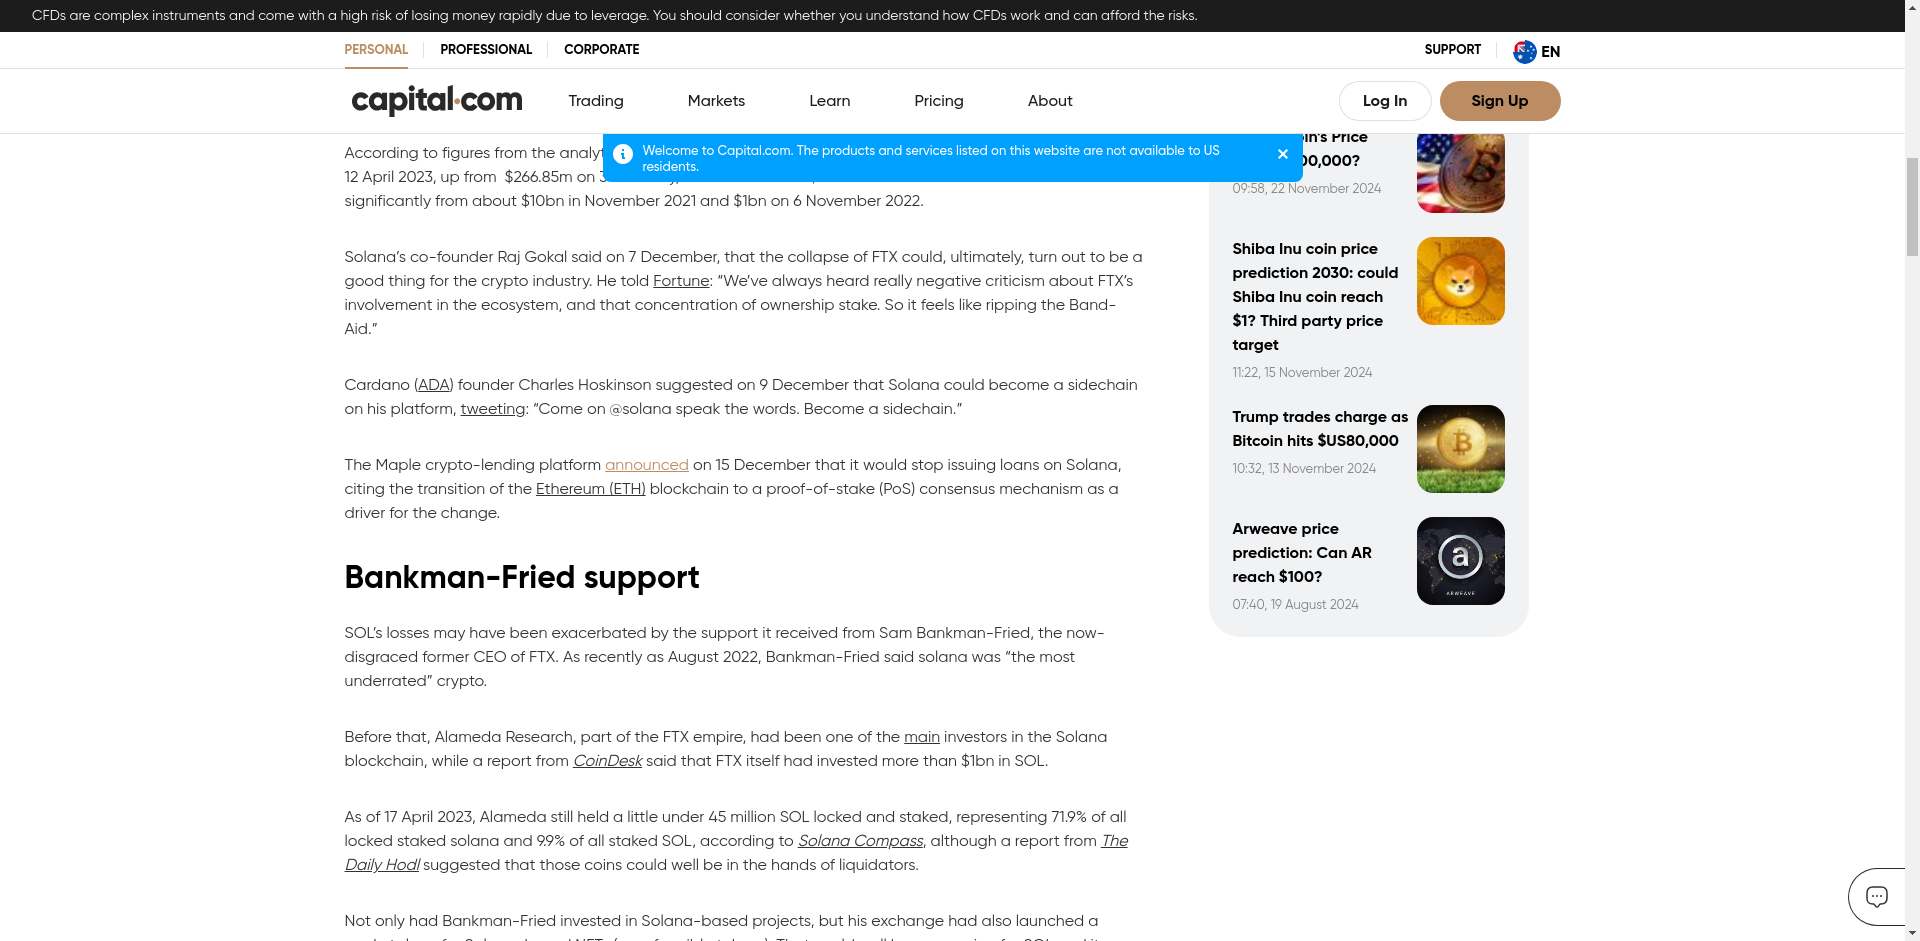 CFDs are complex instruments and come with a high risk of losing money rapidly due to leverage. You should consider whether you understand how CFDs work and can afford the risks.
PERSONAL
PROFESSIONAL
CORPORATE
SUPPORT
EN
capital.com
Trading
Markets
Learn
Pricing
About
Log In
Sign Up
Welcome to Capital.com. The products and services listed on this website are not available to US
residents.
According to figures from the
12 April 2023, up from $266.85m on
significantly from about $10bn in November 2021 and $1bn on 6 November 2022.
Solana’s co-founder Raj Gokal said on 7 December, that the collapse of FTX could, ultimately, turn out to be a
good thing for the crypto industry. He told Fortune: “We’ve always heard really negative criticism about FTX’s
involvement in the ecosystem, and that concentration of ownership stake. So it feels like ripping the Band-
Aid.”
Cardano (ADA) founder Charles Hoskinson suggested on 9 December that Solana could become a sidechain
on his platform, tweeting: “Come on @solana speak the words. Become a sidechain.”
The Maple crypto-lending platform announced on 15 December that it would stop issuing loans on Solana,
citing the transition of the Ethereum (ETH) blockchain to a proof-of-stake (PoS) consensus mechanism as a
driver for the change.
Bankman-Fried support
SOL’s losses may have been exacerbated by the support it received from Sam Bankman-Fried, the now-
disgraced former CEO of FTX. As recently as August 2022, Bankman-Fried said solana was “the most
underrated” crypto.
Before that, Alameda Research, part of the FTX empire, had been one of the main investors in the Solana
blockchain, while a report from CoinDesk said that FTX itself had invested more than $1bn in SOL.
As of 17 April 2023, Alameda still held a little under 45 million SOL locked and staked, representing 71.9% of all
locked staked solana and 9.9% of all staked SOL, according to Solana Compass, although a report from The
Daily Hodl suggested that those coins could well be in the hands of liquidators.
Not only had Bankman-Fried invested in Solana-based projects, but his exchange had also launched a
Price
09:58, 22 November 2024
Shiba Inu coin price
prediction 2030: could
Shiba Inu coin reach
$1? Third party price
target
11:22, 15 November 2024
Trump trades charge as
Bitcoin hits $US80,000
10:32, 13 November 2024
Arweave price
prediction: Can AR
reach $100?
07:40, 19 August 2024
a
ARWEAVE